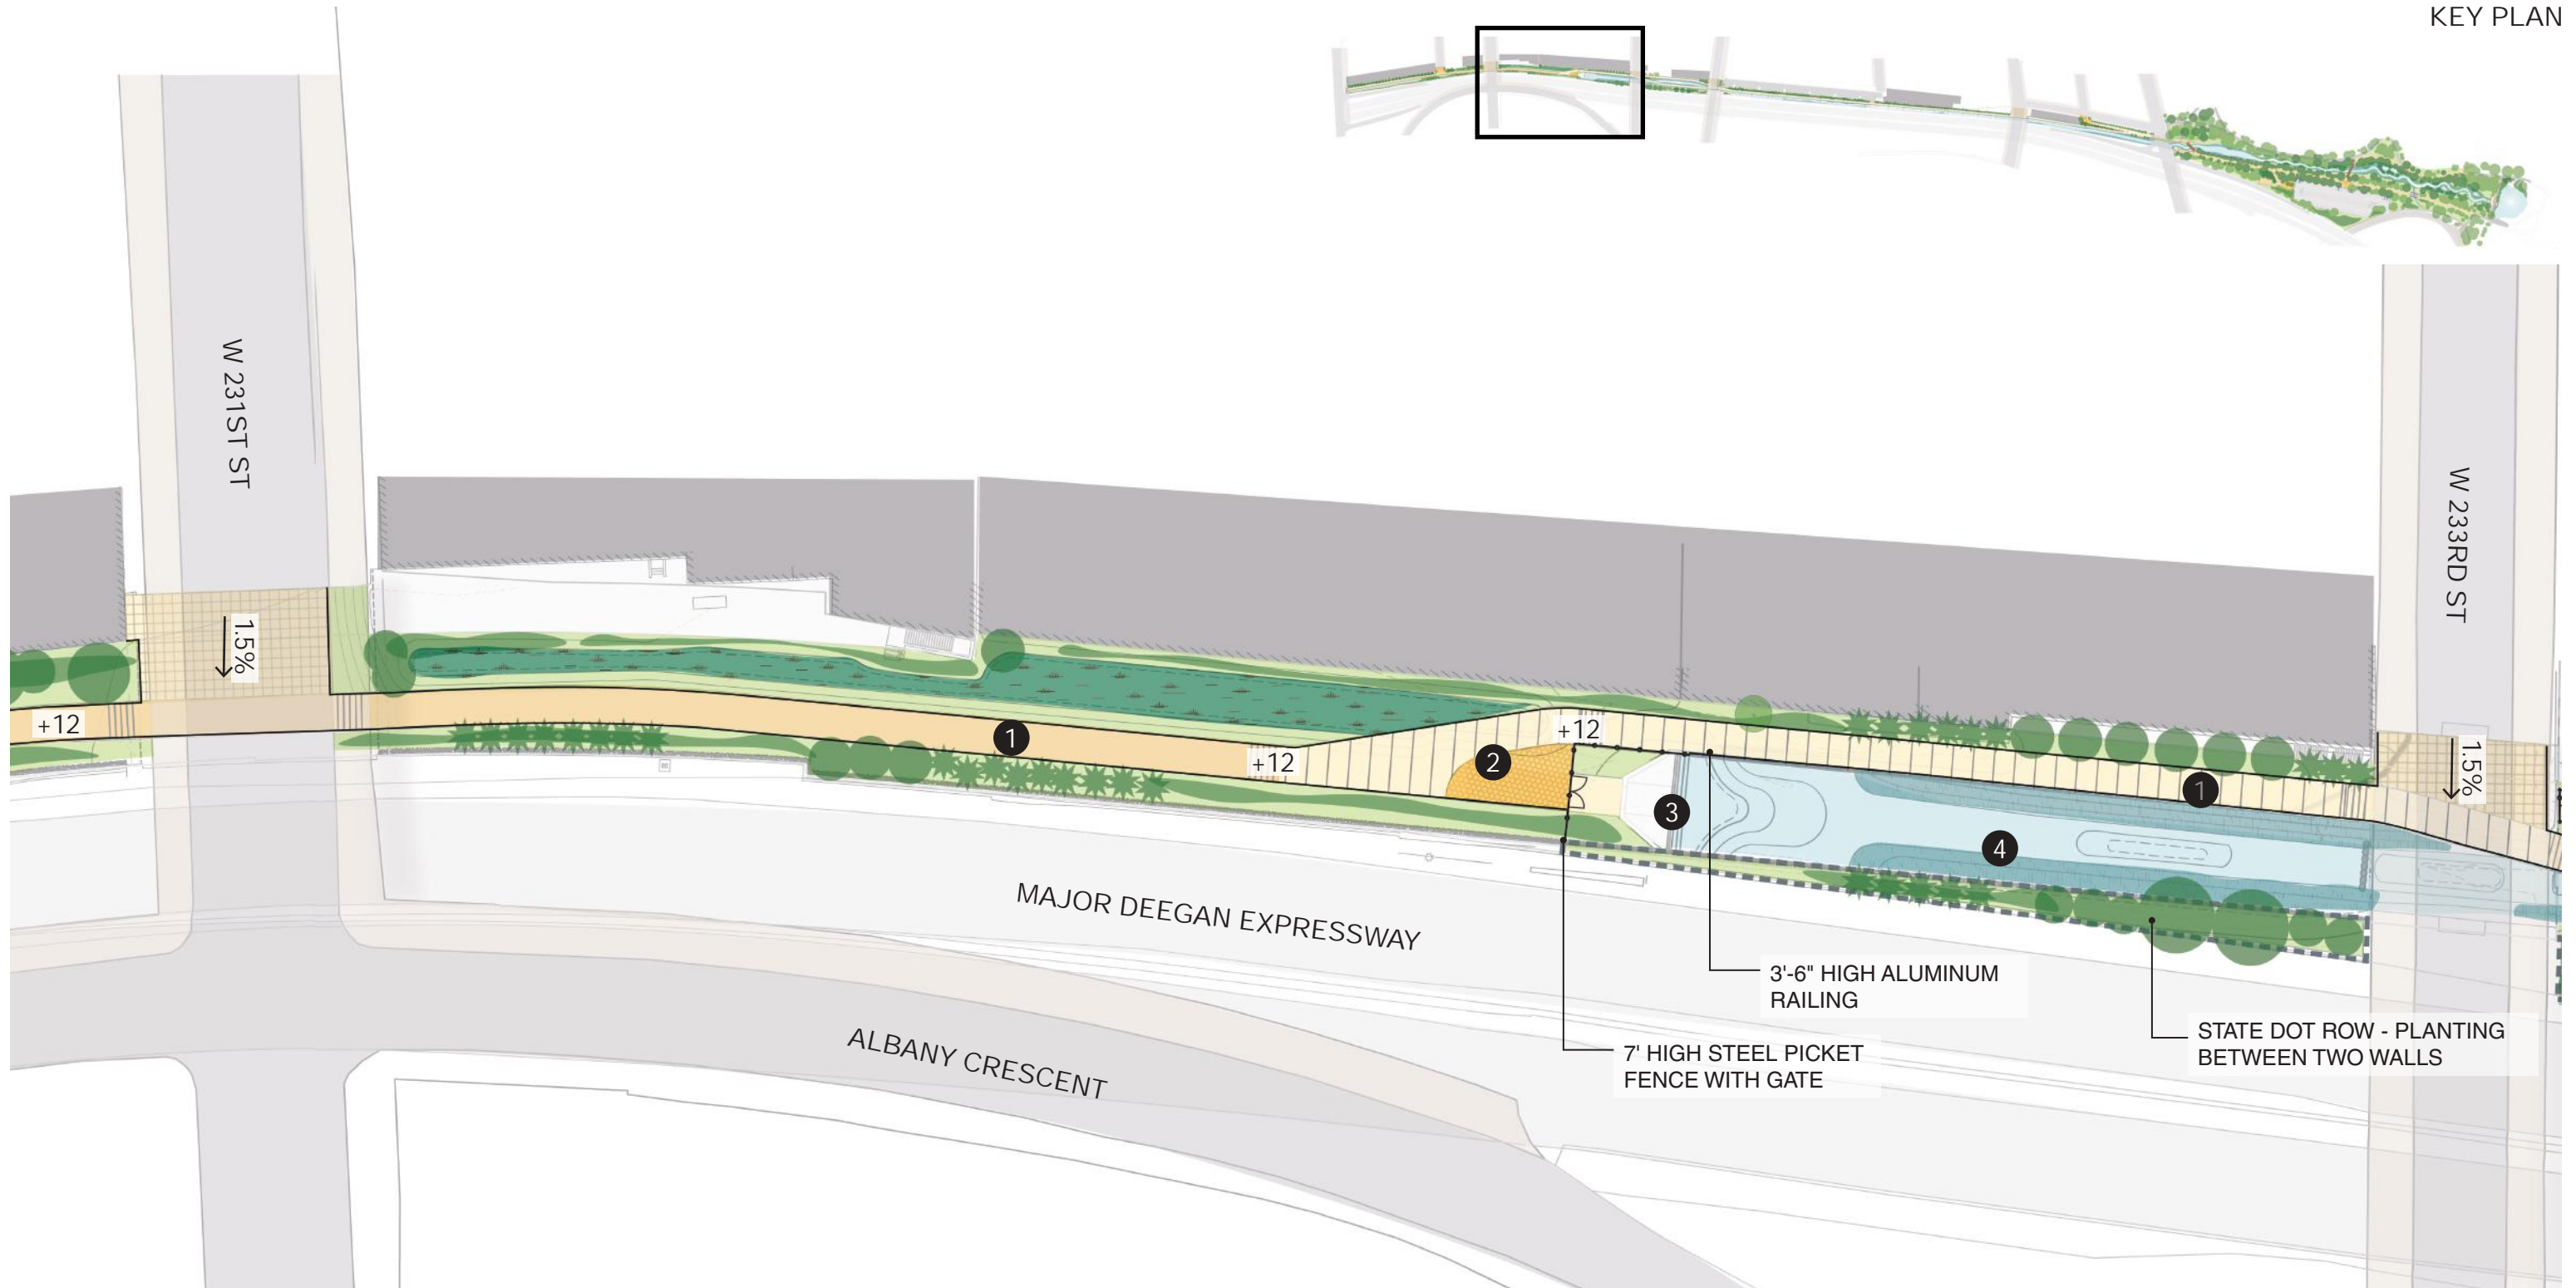 KEY PLAN
W 231ST ST
W 233RD ST
1.5%
+12
1
+12
2
+12
3
1
4
1.5%
MAJOR DEEGAN EXPRESSWAY
3'-6" HIGH ALUMINUM
RAILING
7' HIGH STEEL PICKET
FENCE WITH GATE
STATE DOT ROW - PLANTING
BETWEEN TWO WALLS
ALBANY CRESCENT